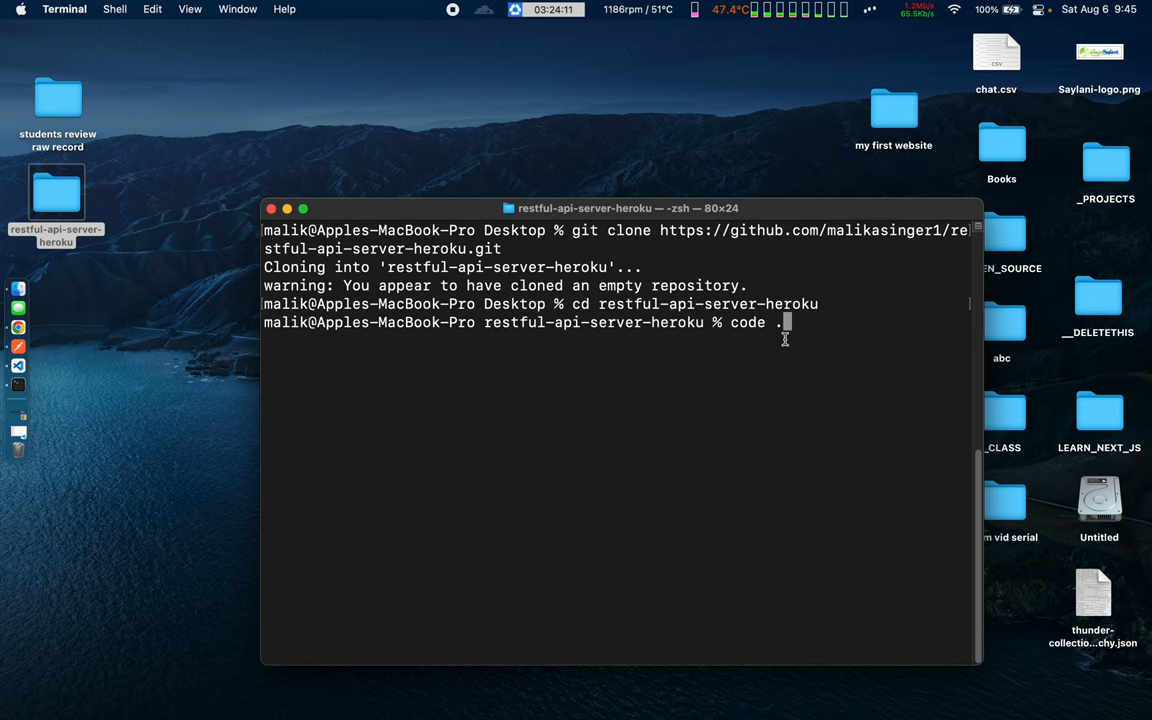 Terminal Shell Edit View Window Help 03:24:11 1186rpm / 51°C 47.4°C 1.2Mb/s 65.5Kb/s 100% Sat Aug 6 9:45
students review
raw record
restful-api-server-
heroku
chat.csv
CSV
Saylani-logo.png
my first website
Books
_PROJECTS
EN_SOURCE
__DELETETHIS
abc
_CLASS
LEARN_NEXT_JS
m vid serial
Untitled
thunder-
collectio...chy.json
restful-api-server-heroku — -zsh — 80×24
malik@Apples-MacBook-Pro Desktop % git clone https://github.com/malikasinger1/re
stful-api-server-heroku.git
Cloning into 'restful-api-server-heroku'...
warning: You appear to have cloned an empty repository.
malik@Apples-MacBook-Pro Desktop % cd restful-api-server-heroku
malik@Apples-MacBook-Pro restful-api-server-heroku % code .